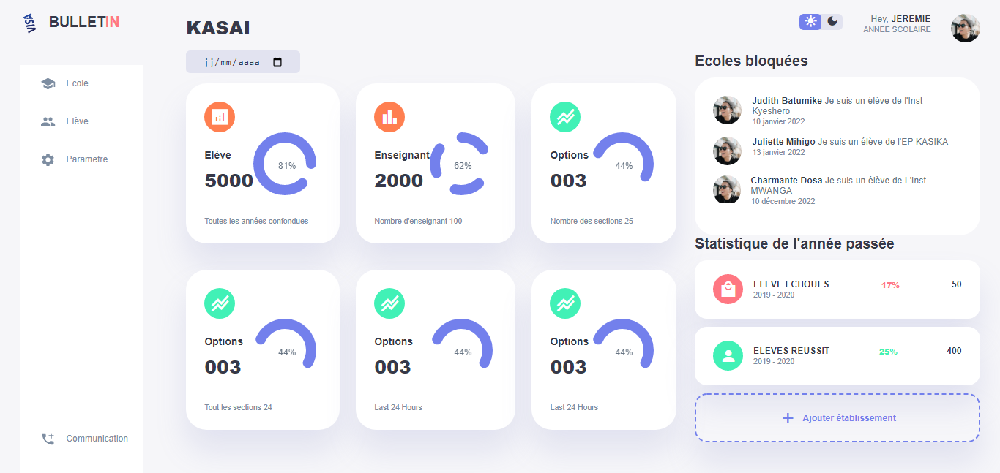 ASIV BULLETIN
KASAI
Hey, JEREMIE
ANNEE SCOLAIRE
jj/mm/aaaa
Ecole
Elève
Parametre
Communication
Elève
5000
81%
Toutes les années confondues
Enseignant
2000
62%
Nombre d'enseignant 100
Options
003
44%
Nombre des sections 25
Options
003
44%
Tout les sections 24
Options
003
44%
Last 24 Hours
Options
003
44%
Last 24 Hours
Ecoles bloquées
Judith Batumike Je suis un élève de l'Inst
Kyeshero
10 janvier 2022
Juliette Mihigo Je suis un élève de l'EP KASIKA
13 janvier 2022
Charmante Dosa Je suis un élève de L'Inst.
MWANGA
10 décembre 2022
Statistique de l'année passée
ELEVE ECHOUES 17% 50
2019 - 2020
ELEVES REUSSIT 25% 400
2019 - 2020
Ajouter établissement